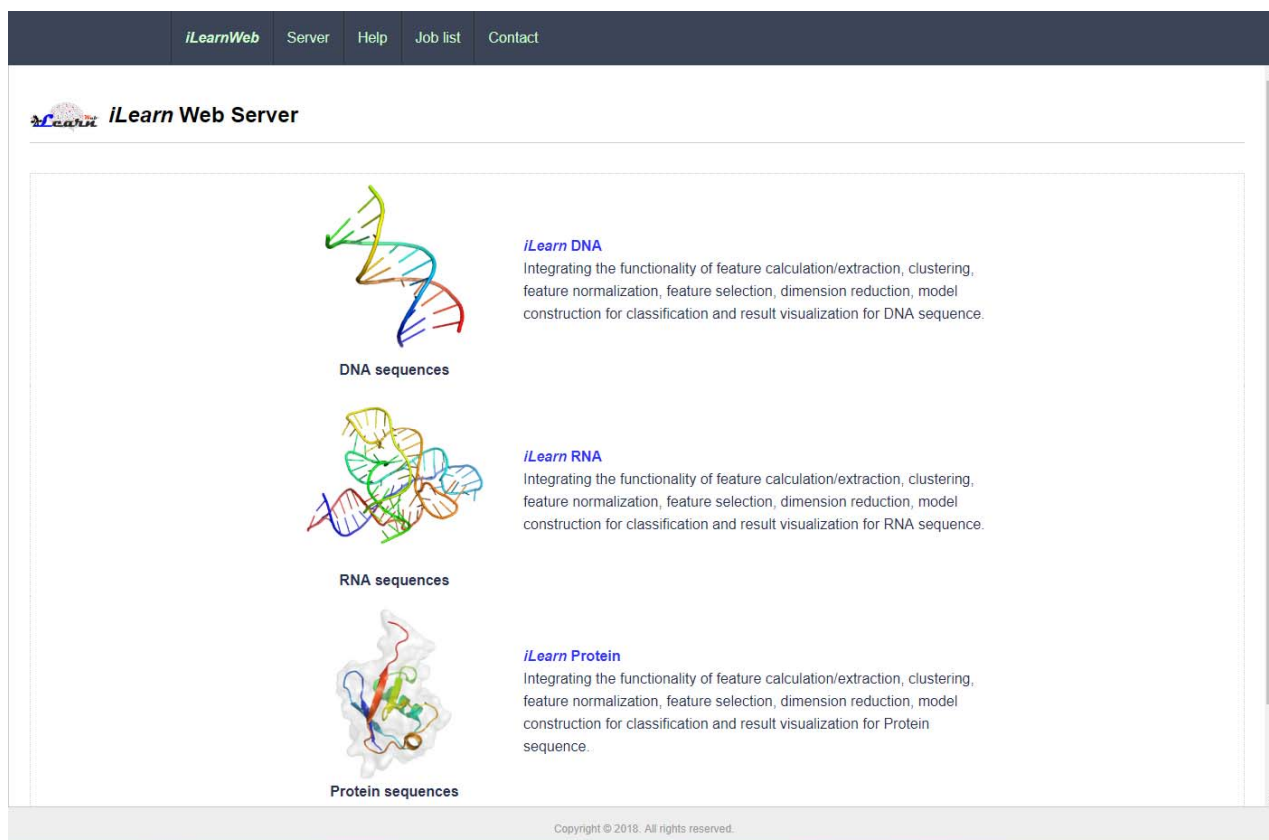 iLearnWeb Server Help Job list Contact
iLearn Web iLearn Web Server
iLearn DNA
Integrating the functionality of feature calculation/extraction, clustering,
feature normalization, feature selection, dimension reduction, model
construction for classification and result visualization for DNA sequence.
DNA sequences
iLearn RNA
Integrating the functionality of feature calculation/extraction, clustering,
feature normalization, feature selection, dimension reduction, model
construction for classification and result visualization for RNA sequence.
RNA sequences
iLearn Protein
Integrating the functionality of feature calculation/extraction, clustering,
feature normalization, feature selection, dimension reduction, model
construction for classification and result visualization for Protein
sequence.
Protein sequences
Copyright © 2018. All rights reserved.